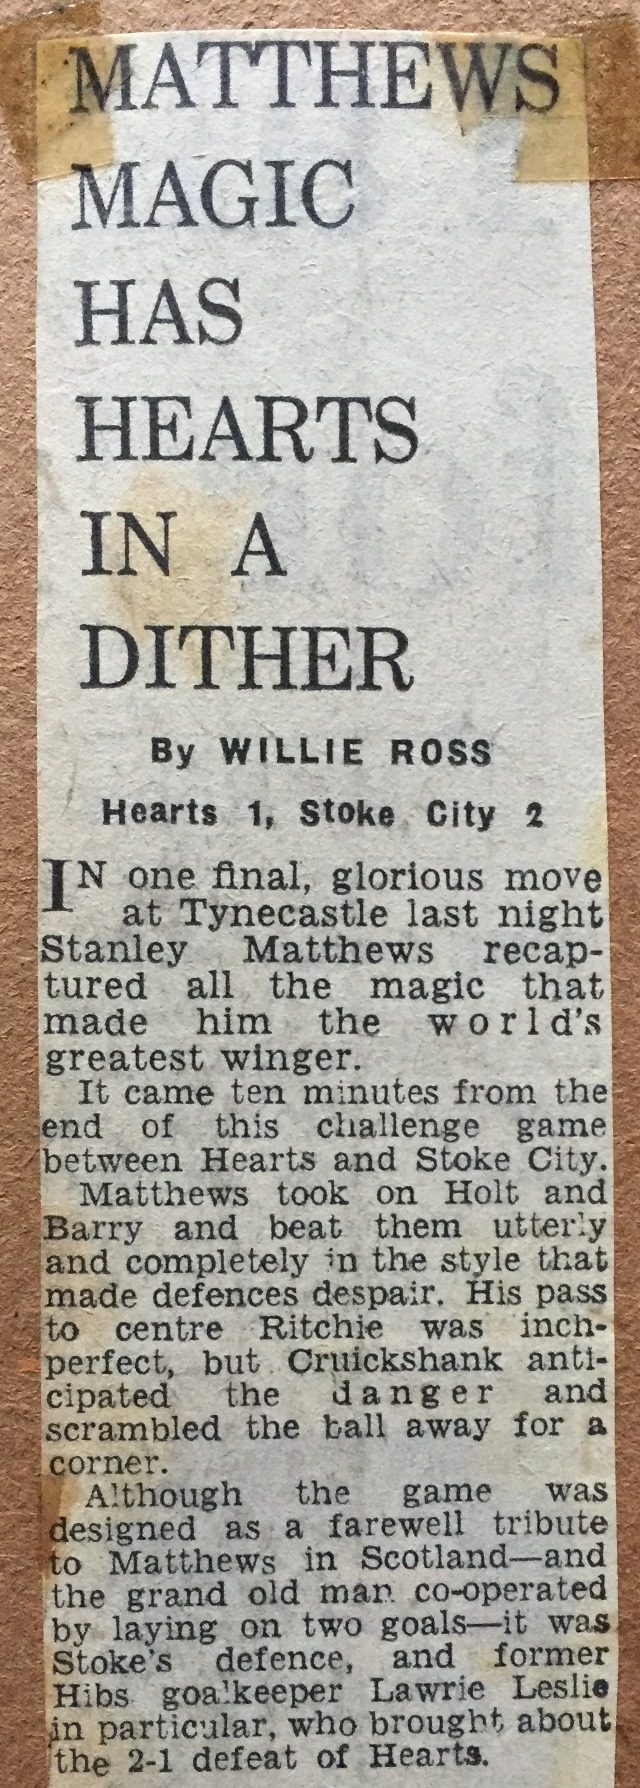 MATTHEWS
MAGIC
HAS
HEARTS
IN A
DITHER
By WILLIE ROSS
Hearts 1, Stoke City 2
IN one final, glorious move
at Tynecastle last night
Stanley Matthews recap-
tured all the magic that
made him the world's
greatest winger.
It came ten minutes from the
end of this challenge game
between Hearts and Stoke City.
Matthews took on Holt and
Barry and beat them utterly
and completely in the style that
made defences despair. His pass
to centre Ritchie was inch-
perfect, but Cruickshank anti-
cipated the danger and
scrambled the ball away for a
corner.
Although the game was
designed as a farewell tribute
to Matthews in Scotland—and
the grand old man co-operated
by laying on two goals—it was
Stoke's defence, and former
Hibs goalkeeper Lawrie Leslie
in particular, who brought about
the 2-1 defeat of Hearts.